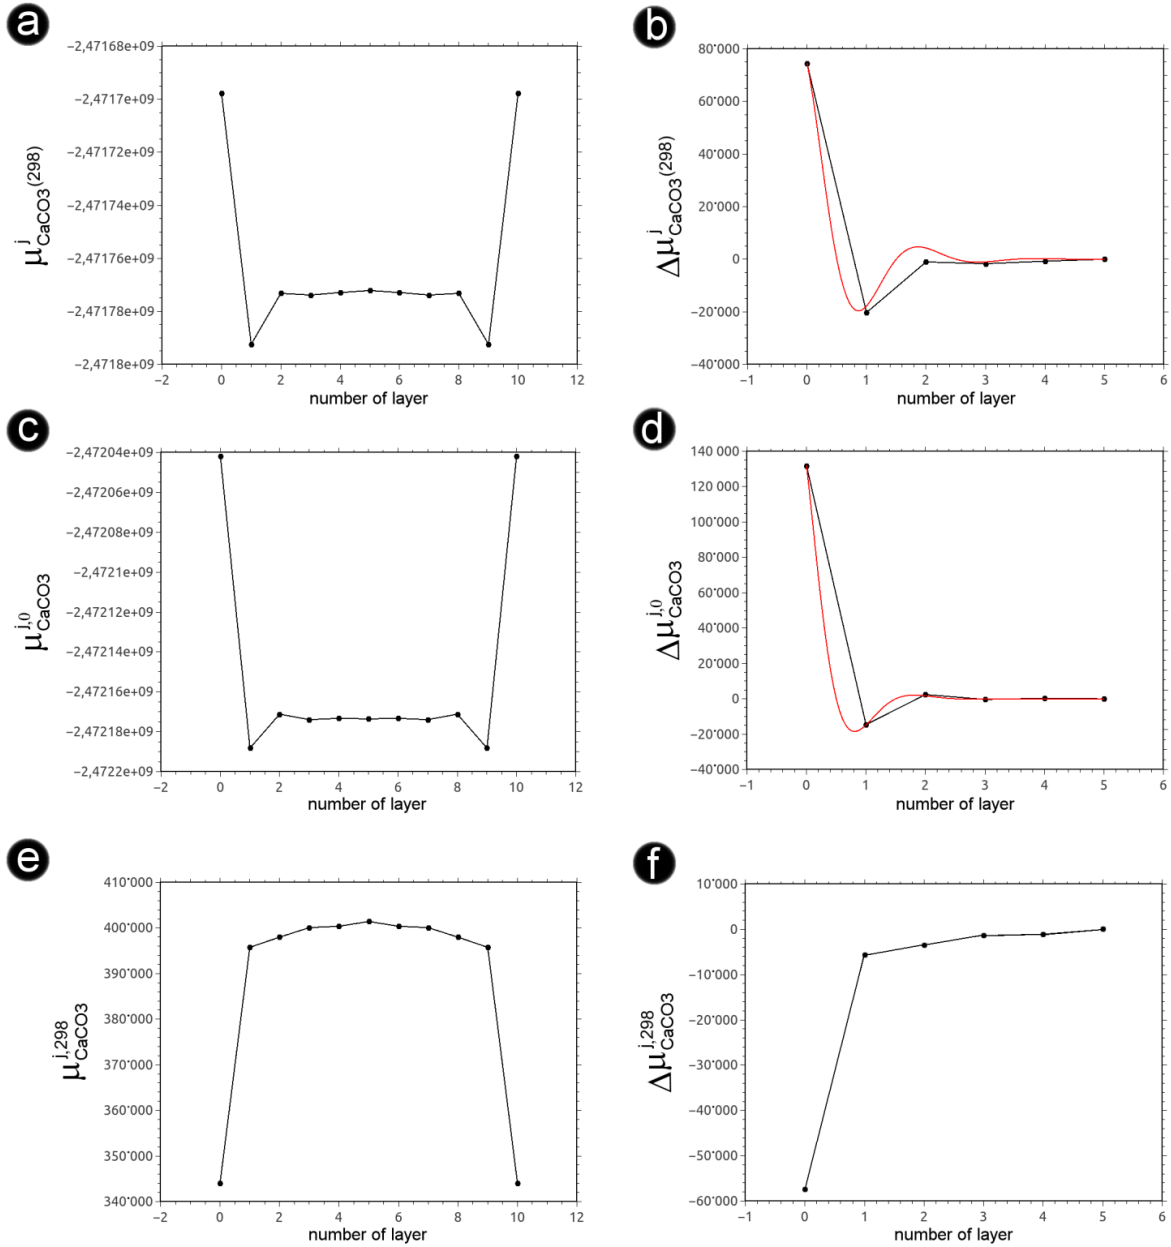 a
−2,47168e+09
−2,4717e+09
−2,47172e+09
−2,47174e+09
−2,47176e+09
−2,47178e+09
−2,4718e+09
−2 0 2 4 6 8 10 12
number of layer
μ^j_CaCO3(298)
b
80'000
60'000
40'000
20'000
0
−20'000
−40'000
−1 0 1 2 3 4 5 6
number of layer
Δμ^j_CaCO3(298)
c
−2,47204e+09
−2,47206e+09
−2,47208e+09
−2,4721e+09
−2,47212e+09
−2,47214e+09
−2,47216e+09
−2,47218e+09
−2,4722e+09
−2 0 2 4 6 8 10 12
number of layer
μ^j,0_CaCO3
d
140 000
120'000
100'000
80'000
60'000
40'000
20'000
0
−20'000
−40'000
−1 0 1 2 3 4 5 6
number of layer
Δμ^j,0_CaCO3
e
410'000
400'000
390'000
380'000
370'000
360'000
350'000
340'000
−2 0 2 4 6 8 10 12
number of layer
μ^j,298_CaCO3
f
10'000
0
−10'000
−20'000
−30'000
−40'000
−50'000
−60'000
−1 0 1 2 3 4 5 6
number of layer
Δμ^j,298_CaCO3